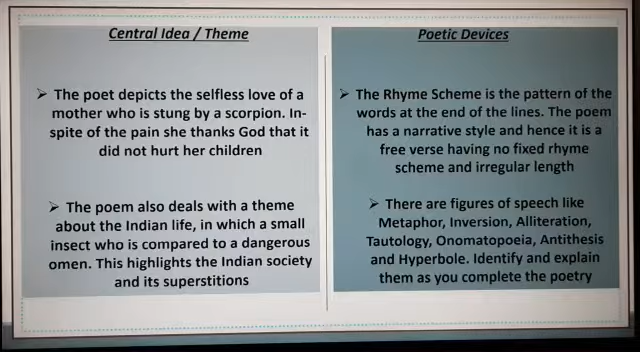 Central Idea / Theme
➢ The poet depicts the selfless love of a
mother who is stung by a scorpion. In-
spite of the pain she thanks God that it
did not hurt her children
➢ The poem also deals with a theme
about the Indian life, in which a small
insect who is compared to a dangerous
omen. This highlights the Indian society
and its superstitions
Poetic Devices
➢ The Rhyme Scheme is the pattern of the
words at the end of the lines. The poem
has a narrative style and hence it is a
free verse having no fixed rhyme
scheme and irregular length
➢ There are figures of speech like
Metaphor, Inversion, Alliteration,
Tautology, Onomatopoeia, Antithesis
and Hyperbole. Identify and explain
them as you complete the poetry